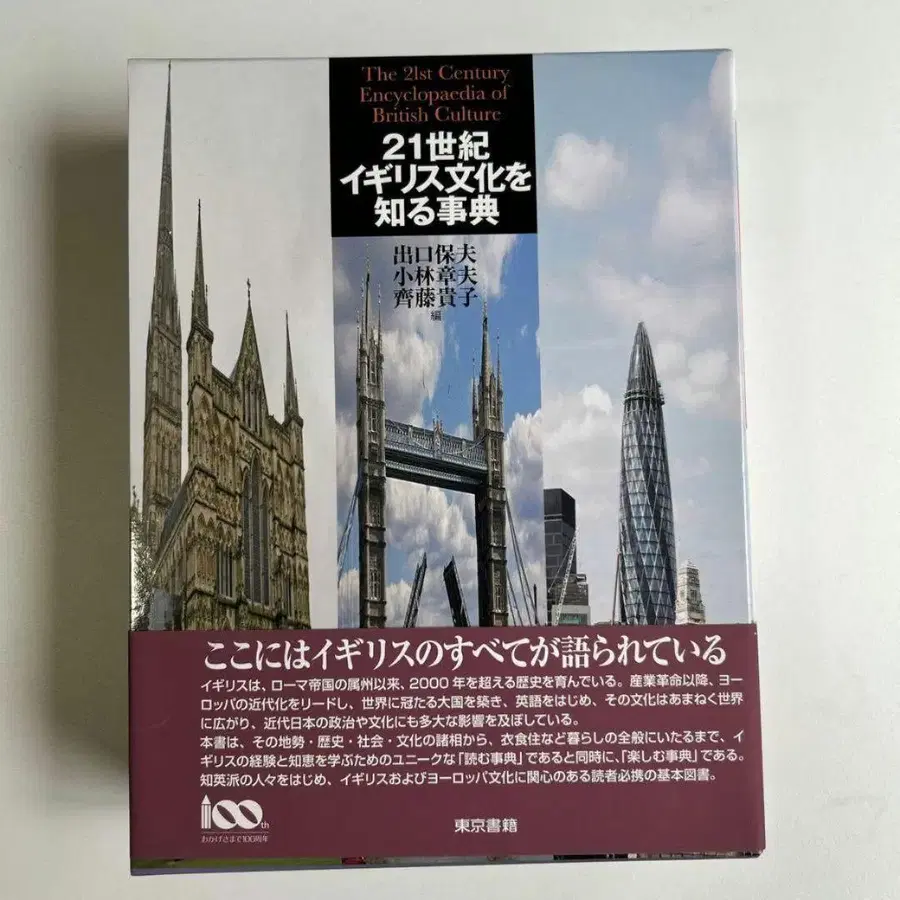 The 21st Century
Encyclopaedia of
British Culture
21世紀
イギリス文化を
知る事典
出口保夫
小林章夫
齊藤貴子
編
ここにはイギリスのすべてが語られている
イギリスは、ローマ帝国の属州以来、2000年を超える歴史を育んでいる。産業革命以降、ヨー
ロッパの近代化をリードし、世界に冠たる大国を築き、英語をはじめ、その文化はあまねく世界
に広がり、近代日本の政治や文化にも多大な影響を及ぼしている。
本書は、その地勢・歴史・社会・文化の諸相から、衣食住など暮らしの全般にいたるまで、イギ
リスの経験と知恵を学ぶためのユニークな「読む事典」であると同時に、「楽しむ事典」である。
知英派の人々をはじめ、イギリスおよびヨーロッパ文化に関心のある読者必携の基本図書。
100th
おかげさまで100周年
東京書籍